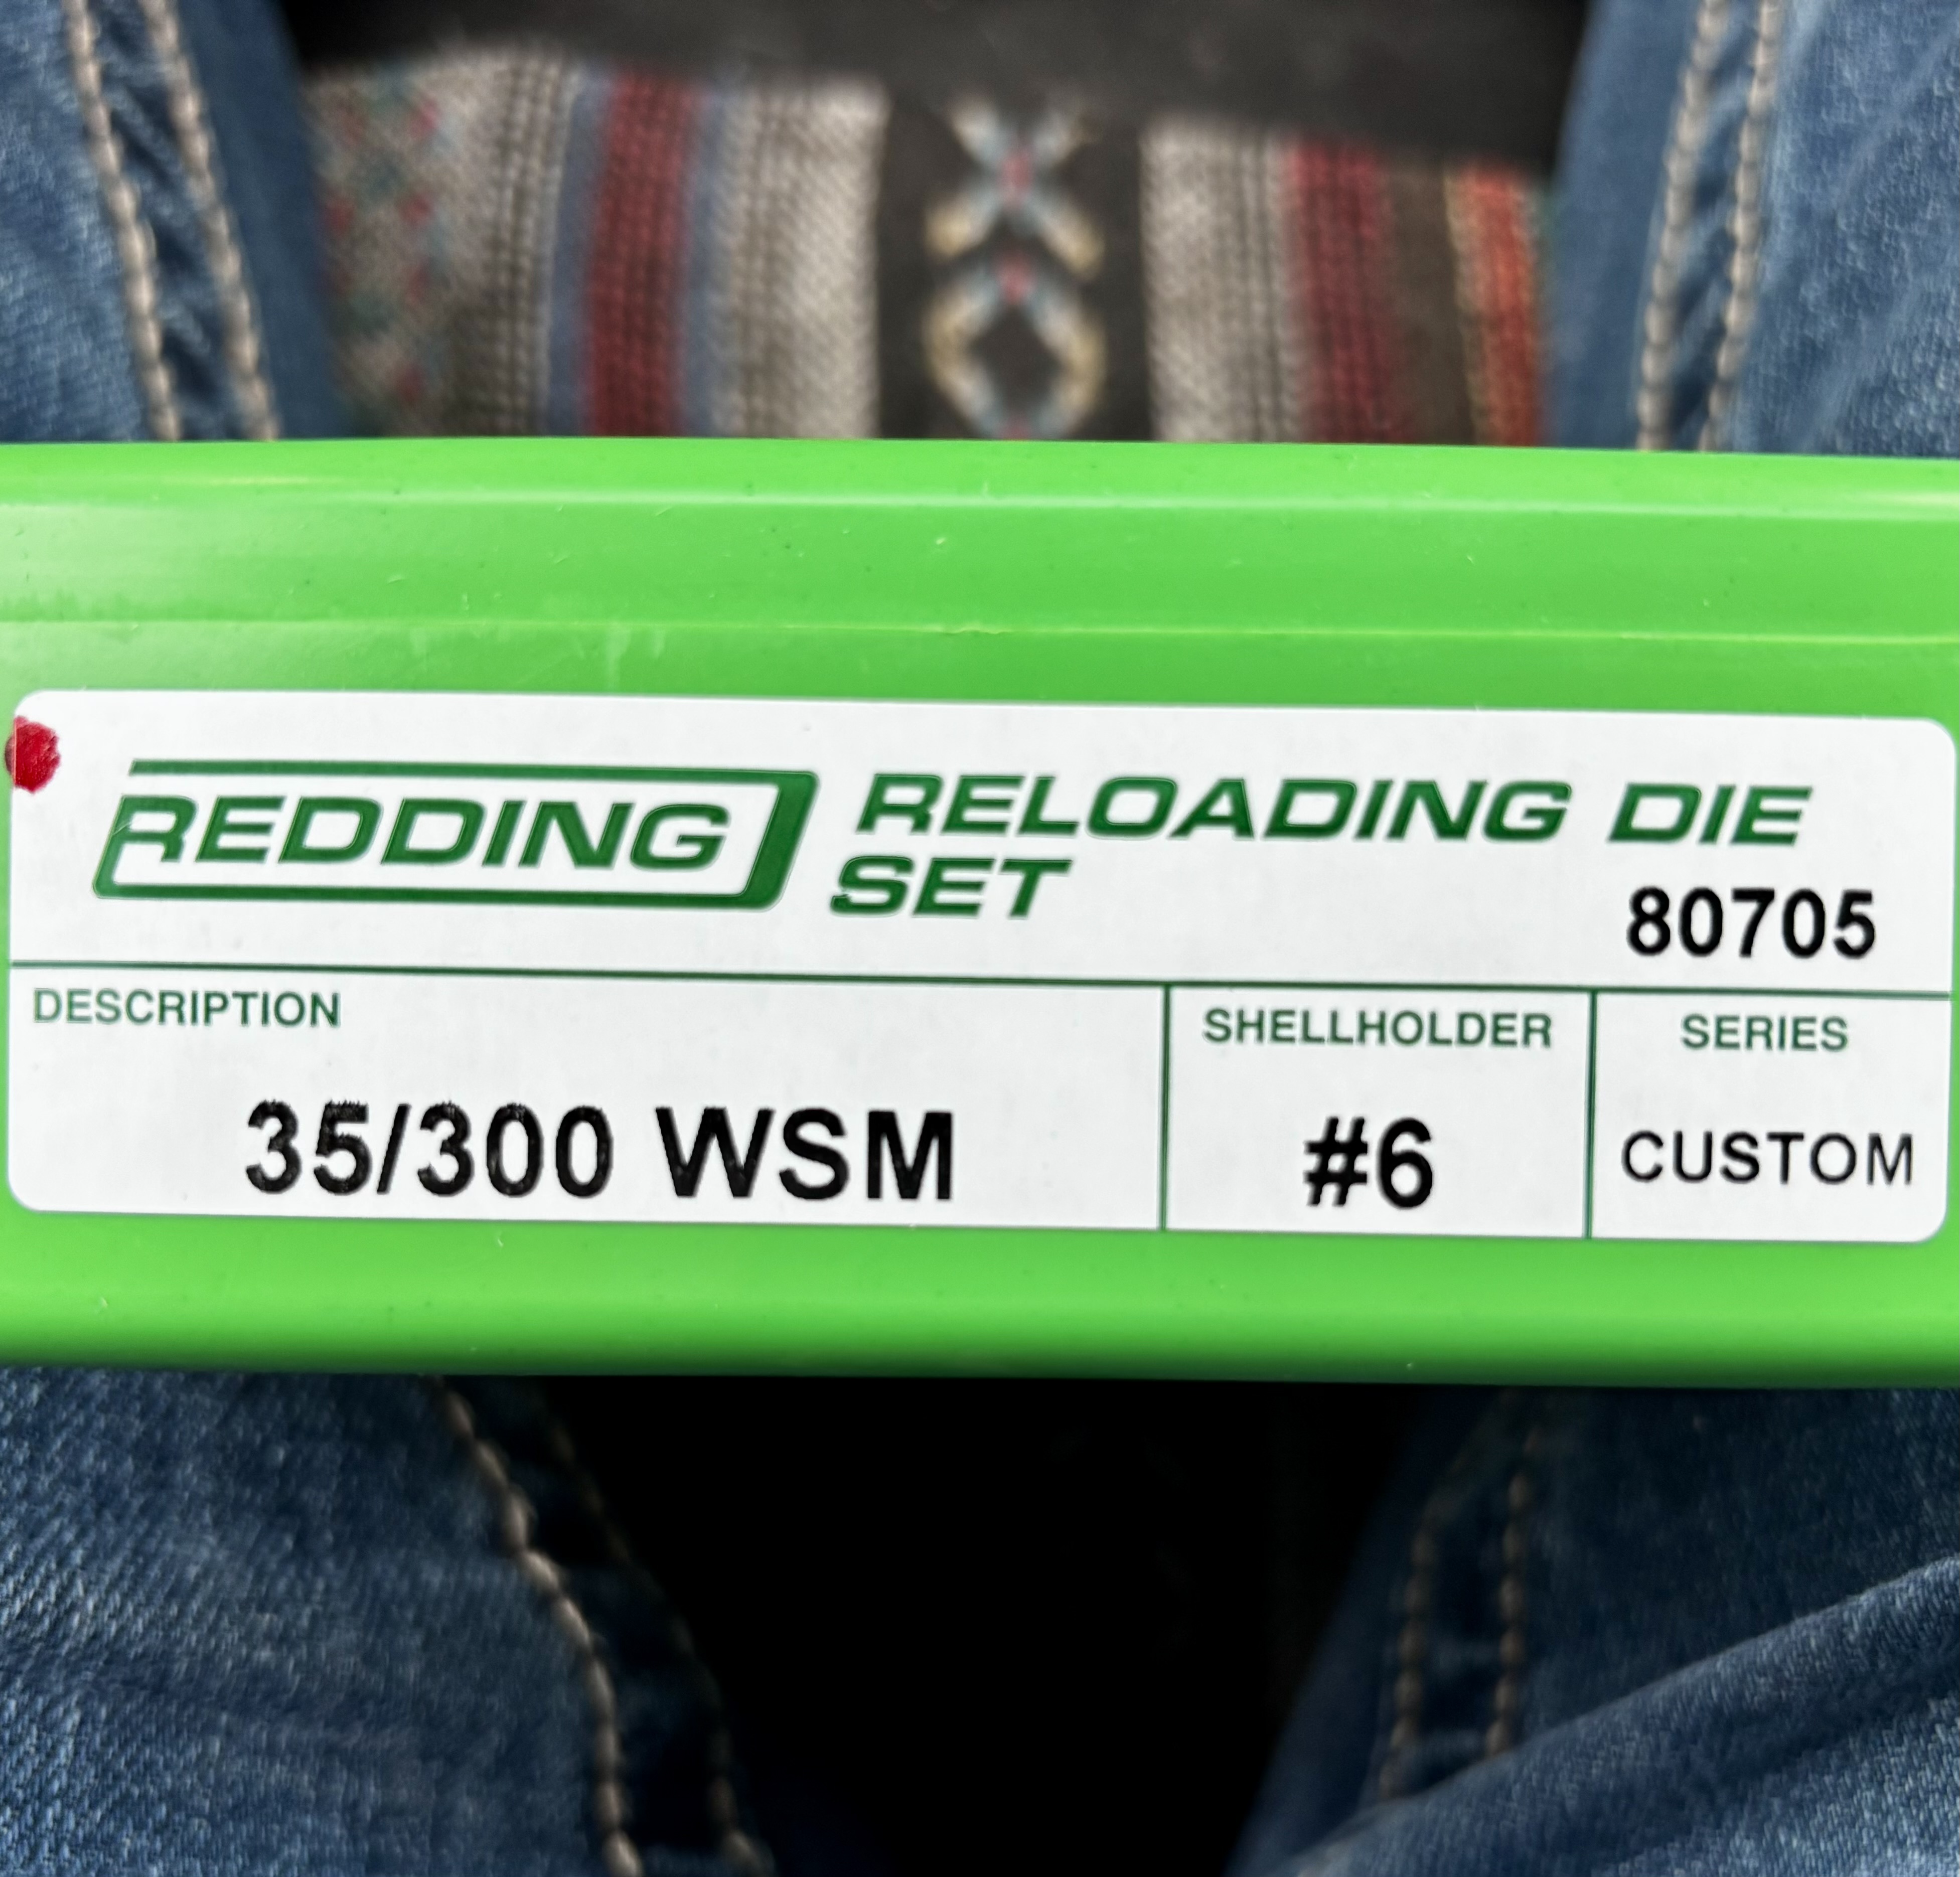 REDDING RELOADING DIE
SET
80705
DESCRIPTION SHELLHOLDER SERIES
35/300 WSM #6 CUSTOM